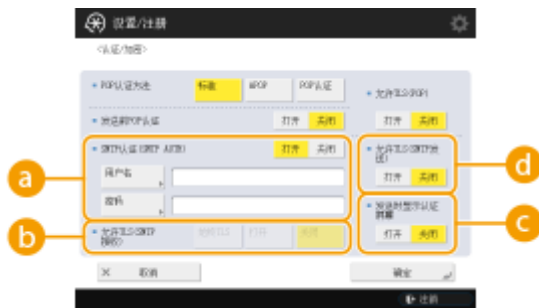 设置/注册
<认证/加密>
POP认证方法
标准
APOP
POP认证
允许TLS(POP)
发送前POP认证
打开
关闭
打开
关闭
SMTP认证(SMTP AUTH)
打开
关闭
允许TLS(SMTP发
送)
a
d
用户名
打开
关闭
密码
发送时显示认证
屏幕
b
c
允许TLS(SMTP
接收)
始终TLS
打开
关闭
打开
关闭
× 取消
确定
注销